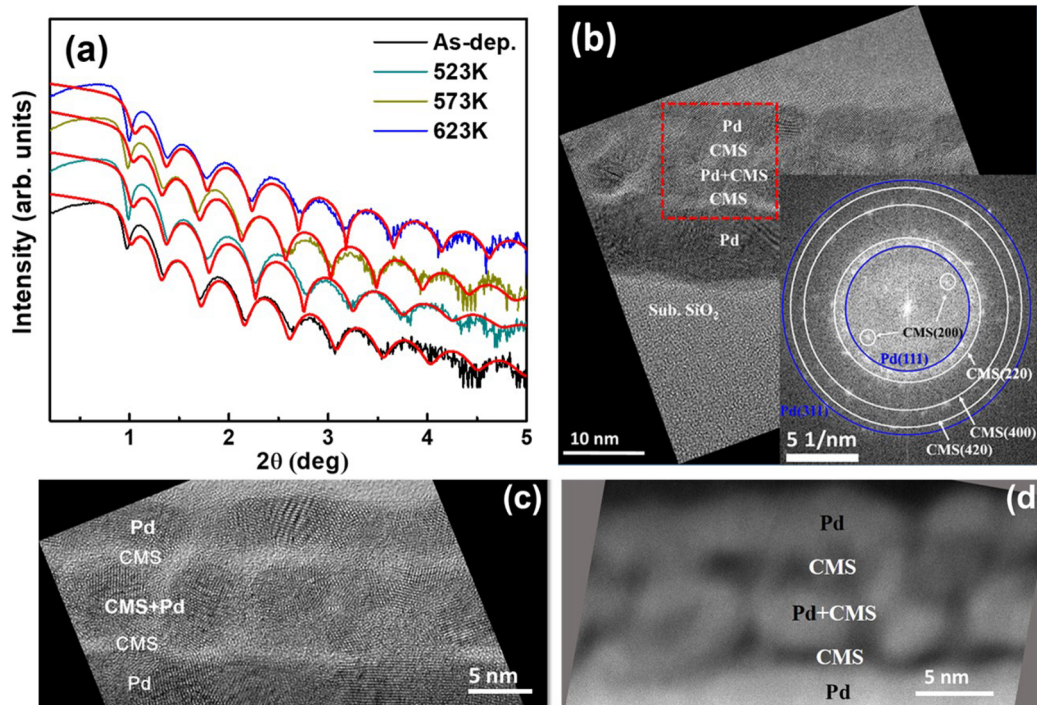 (a)
As-dep.
523K
573K
623K
Intensity (arb. units)
1 2 3 4 5
2θ (deg)
(b)
Pd
CMS
Pd+CMS
CMS
Pd
Sub. SiO₂
10 nm
CMS(200)
Pd(111)
CMS(220)
Pd(311)
CMS(400)
CMS(420)
5 1/nm
(c)
Pd
CMS
CMS+Pd
CMS
Pd
5 nm
(d)
Pd
CMS
Pd+CMS
CMS
Pd
5 nm